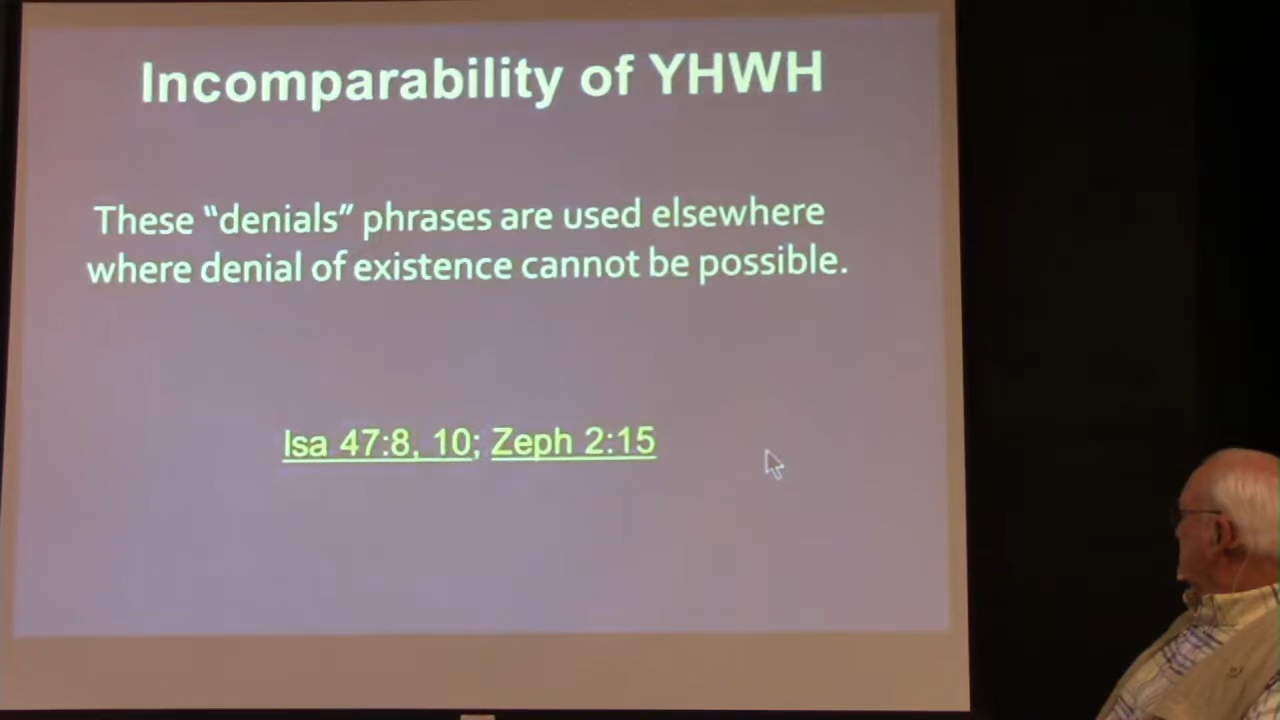 Incomparability of YHWH
These “denials” phrases are used elsewhere
where denial of existence cannot be possible.
Isa 47:8, 10; Zeph 2:15